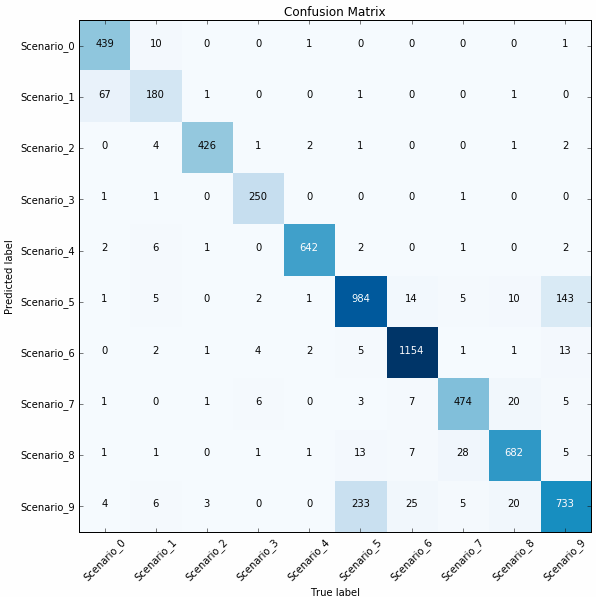 Confusion Matrix
Predicted label
Scenario_0 439 10 0 0 1 0 0 0 0 1
Scenario_1 67 180 1 0 0 1 0 0 1 0
Scenario_2 0 4 426 1 2 1 0 0 1 2
Scenario_3 1 1 0 250 0 0 0 1 0 0
Scenario_4 2 6 1 0 642 2 0 1 0 2
Scenario_5 1 5 0 2 1 984 14 5 10 143
Scenario_6 0 2 1 4 2 5 1154 1 1 13
Scenario_7 1 0 1 6 0 3 7 474 20 5
Scenario_8 1 1 0 1 1 13 7 28 682 5
Scenario_9 4 6 3 0 0 233 25 5 20 733
Scenario_0 Scenario_1 Scenario_2 Scenario_3 Scenario_4 Scenario_5 Scenario_6 Scenario_7 Scenario_8 Scenario_9
True label